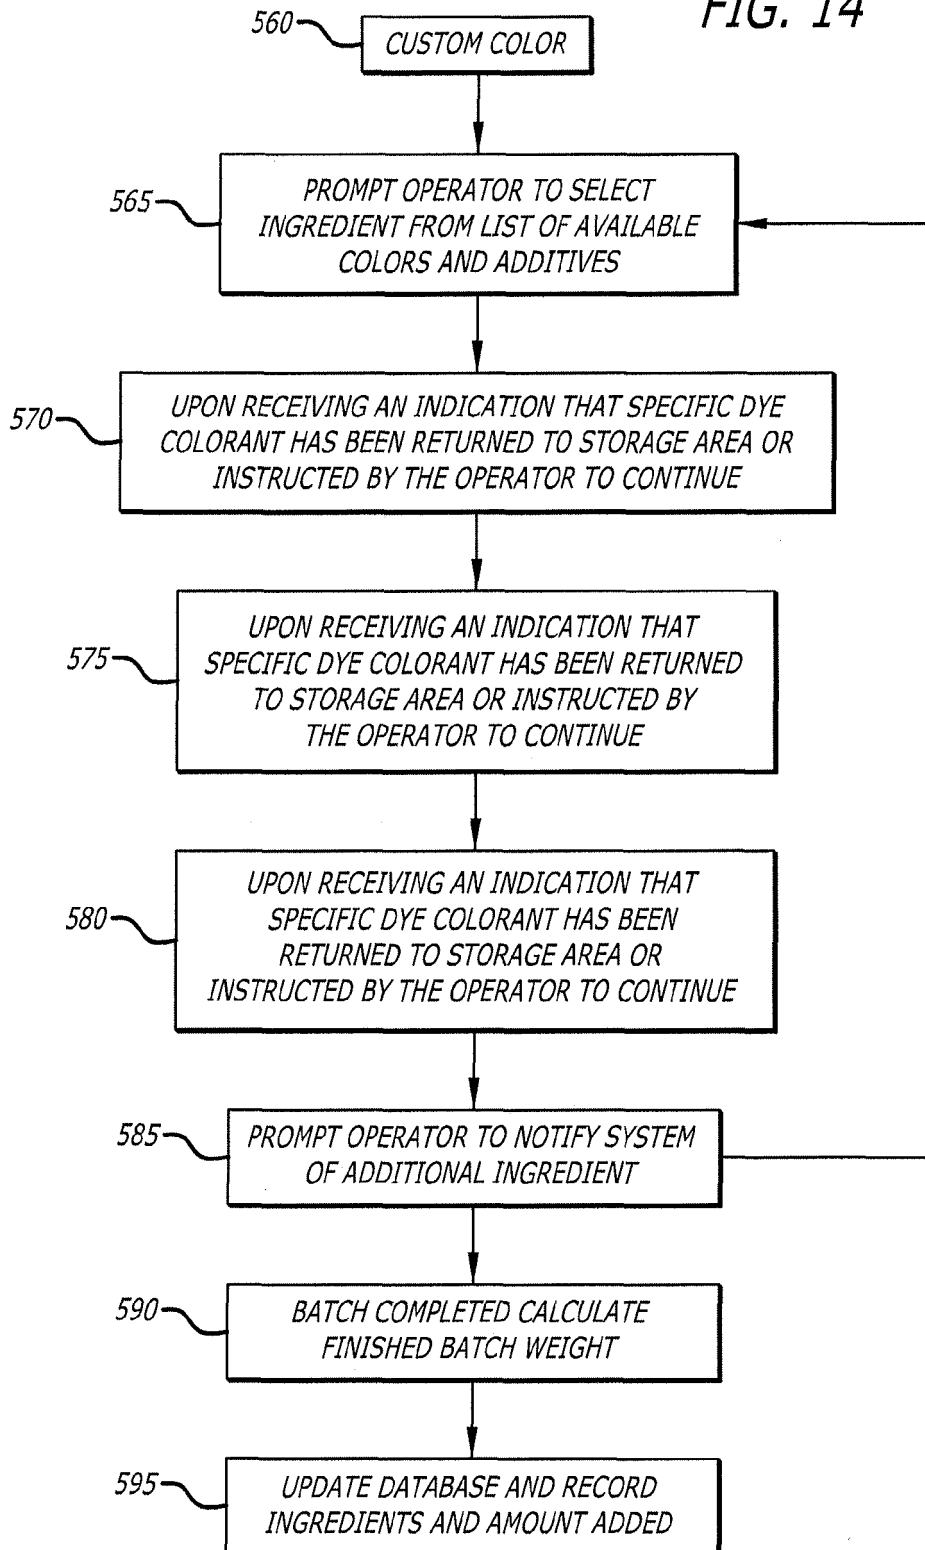 FIG. 14
560
CUSTOM COLOR
565
PROMPT OPERATOR TO SELECT
INGREDIENT FROM LIST OF AVAILABLE
COLORS AND ADDITIVES
570
UPON RECEIVING AN INDICATION THAT SPECIFIC DYE
COLORANT HAS BEEN RETURNED TO STORAGE AREA OR
INSTRUCTED BY THE OPERATOR TO CONTINUE
575
UPON RECEIVING AN INDICATION THAT
SPECIFIC DYE COLORANT HAS BEEN RETURNED
TO STORAGE AREA OR INSTRUCTED BY
THE OPERATOR TO CONTINUE
580
UPON RECEIVING AN INDICATION THAT
SPECIFIC DYE COLORANT HAS BEEN
RETURNED TO STORAGE AREA OR
INSTRUCTED BY THE OPERATOR TO CONTINUE
585
PROMPT OPERATOR TO NOTIFY SYSTEM
OF ADDITIONAL INGREDIENT
590
BATCH COMPLETED CALCULATE
FINISHED BATCH WEIGHT
595
UPDATE DATABASE AND RECORD
INGREDIENTS AND AMOUNT ADDED